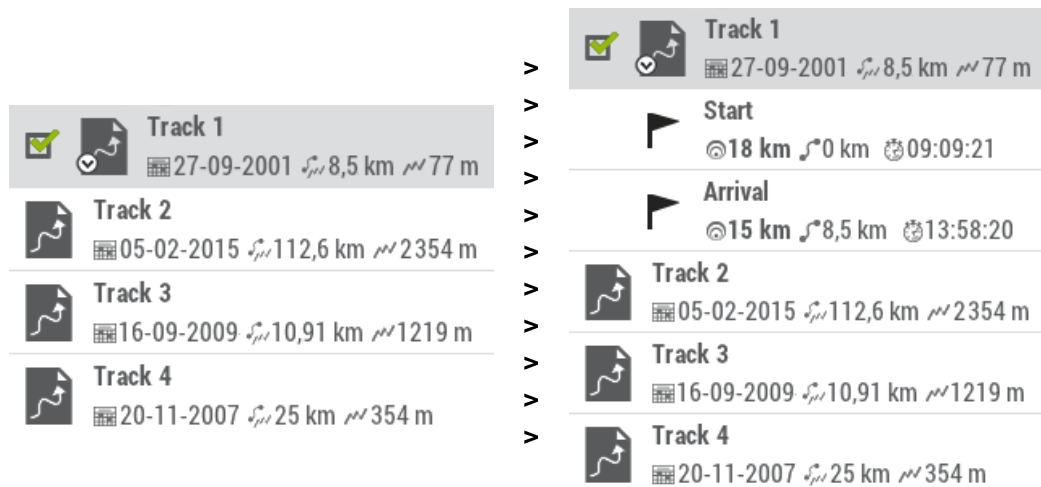 Track 1
27-09-2001 8,5 km 77 m
Track 2
05-02-2015 112,6 km 2354 m
Track 3
16-09-2009 10,91 km 1219 m
Track 4
20-11-2007 25 km 354 m
>
>
>
>
>
>
>
>
>
>
>
Track 1
27-09-2001 8,5 km 77 m
Start
18 km 0 km 09:09:21
Arrival
15 km 8,5 km 13:58:20
Track 2
05-02-2015 112,6 km 2354 m
Track 3
16-09-2009 10,91 km 1219 m
Track 4
20-11-2007 25 km 354 m